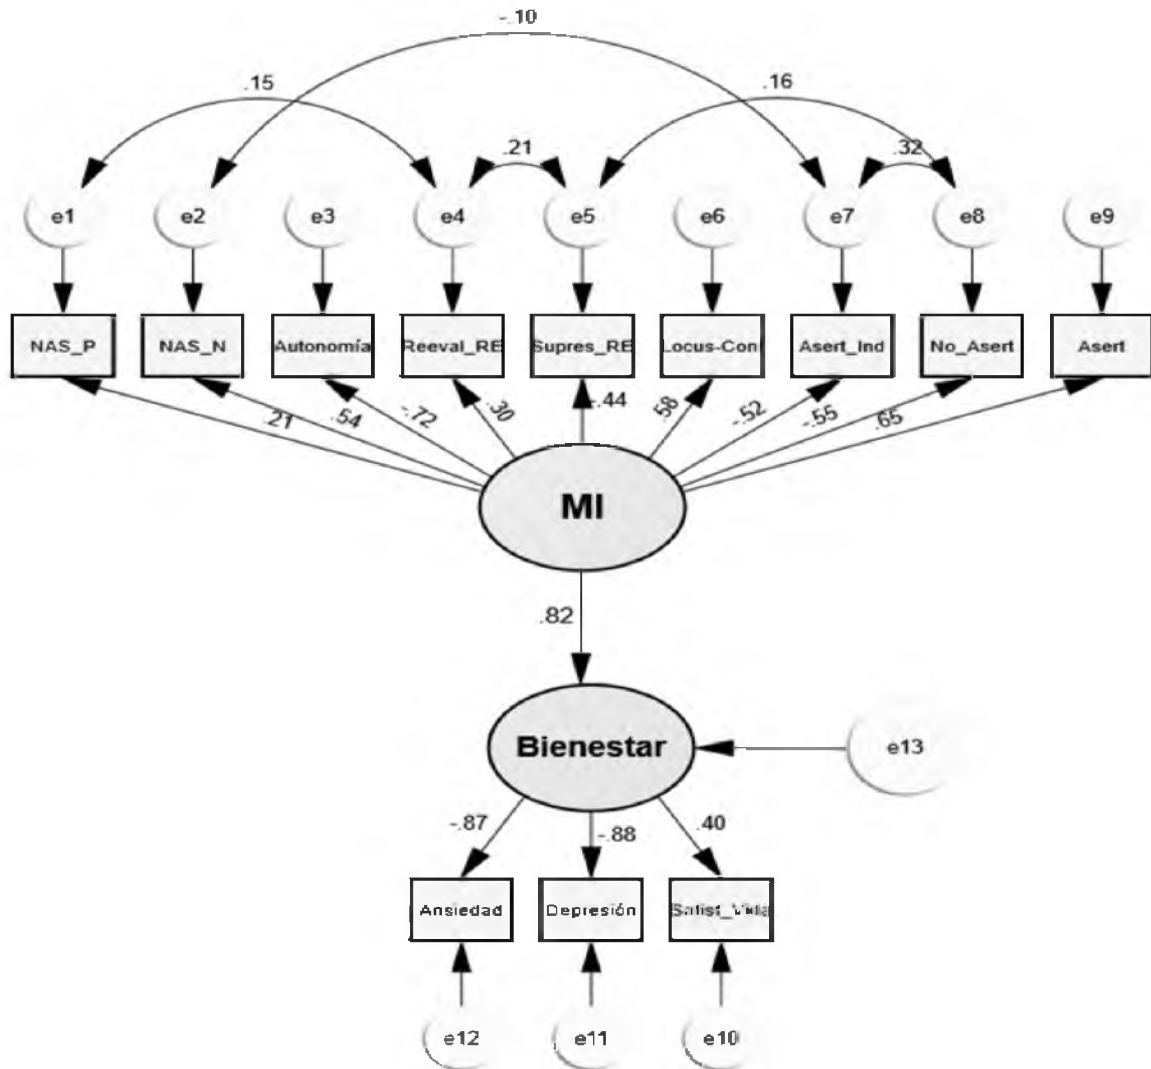 -.10
.15
.16
.21
.32
e1 e2 e3 e4 e5 e6 e7 e8 e9
NAS_P NAS_N Autonomía Reeval_RE Supres_RE Locus-Cont Asert_Ind No_Asert Asert
.21 .54 -.72 .30 -.44 .58 -.52 -.55 .65
MI
.82
Bienestar
e13
-.87 -.88 .40
Ansiedad Depresión Satisf_Vida
e12 e11 e10